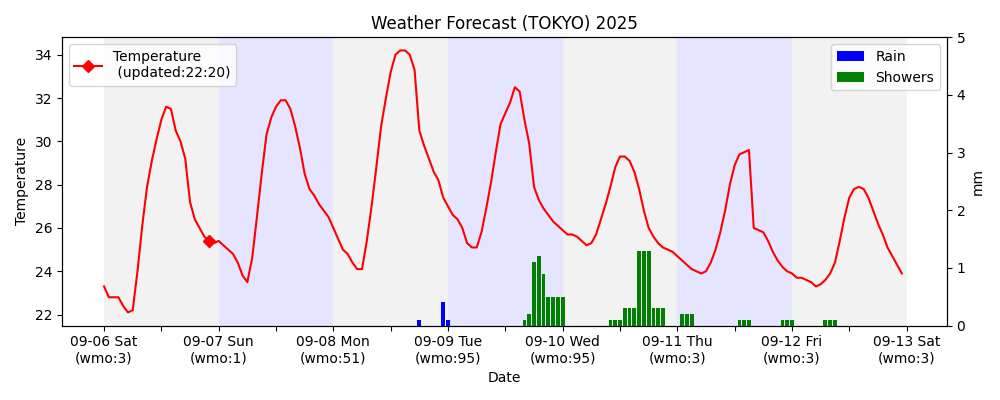 Weather Forecast (TOKYO) 2025
Temperature
(updated:22:20)
Rain
Showers
34
32
30
28
26
24
22
Temperature
5
4
3
2
1
0
mm
09-06 Sat
(wmo:3)
09-07 Sun
(wmo:1)
09-08 Mon
(wmo:51)
09-09 Tue
(wmo:95)
09-10 Wed
(wmo:95)
09-11 Thu
(wmo:3)
09-12 Fri
(wmo:3)
09-13 Sat
(wmo:3)
Date